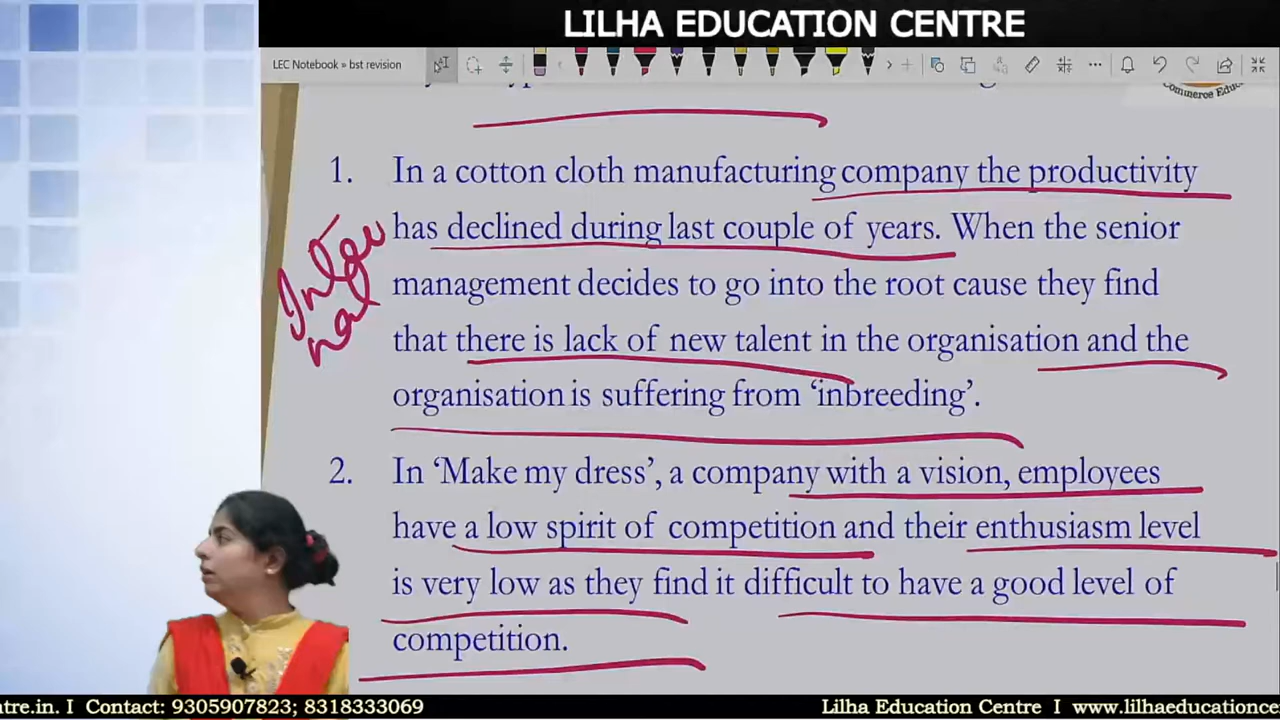 LILHA EDUCATION CENTRE
LEC Notebook » bst revision
1. In a cotton cloth manufacturing company the productivity
has declined during last couple of years. When the senior
management decides to go into the root cause they find
that there is lack of new talent in the organisation and the
organisation is suffering from ‘inbreeding’.
2. In ‘Make my dress’, a company with a vision, employees
have a low spirit of competition and their enthusiasm level
is very low as they find it difficult to have a good level of
competition.
ntre.in. I Contact: 9305907823; 8318333069
Lilha Education Centre I www.lilhaeducationce